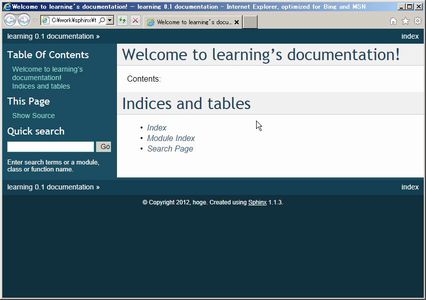 Welcome to learning's documentation! — learning 0.1 documentation - Internet Explorer, optimized for Bing and MSN
C:\work\sphinx\t
Welcome to learning's docu...
learning 0.1 documentation »
index
Table Of Contents
Welcome to learning's
documentation!
Indices and tables
This Page
Show Source
Quick search
Go
Enter search terms or a module,
class or function name.
Welcome to learning's documentation!
Contents:
Indices and tables
• Index
• Module Index
• Search Page
learning 0.1 documentation »
index
© Copyright 2012, hoge. Created using Sphinx 1.1.3.